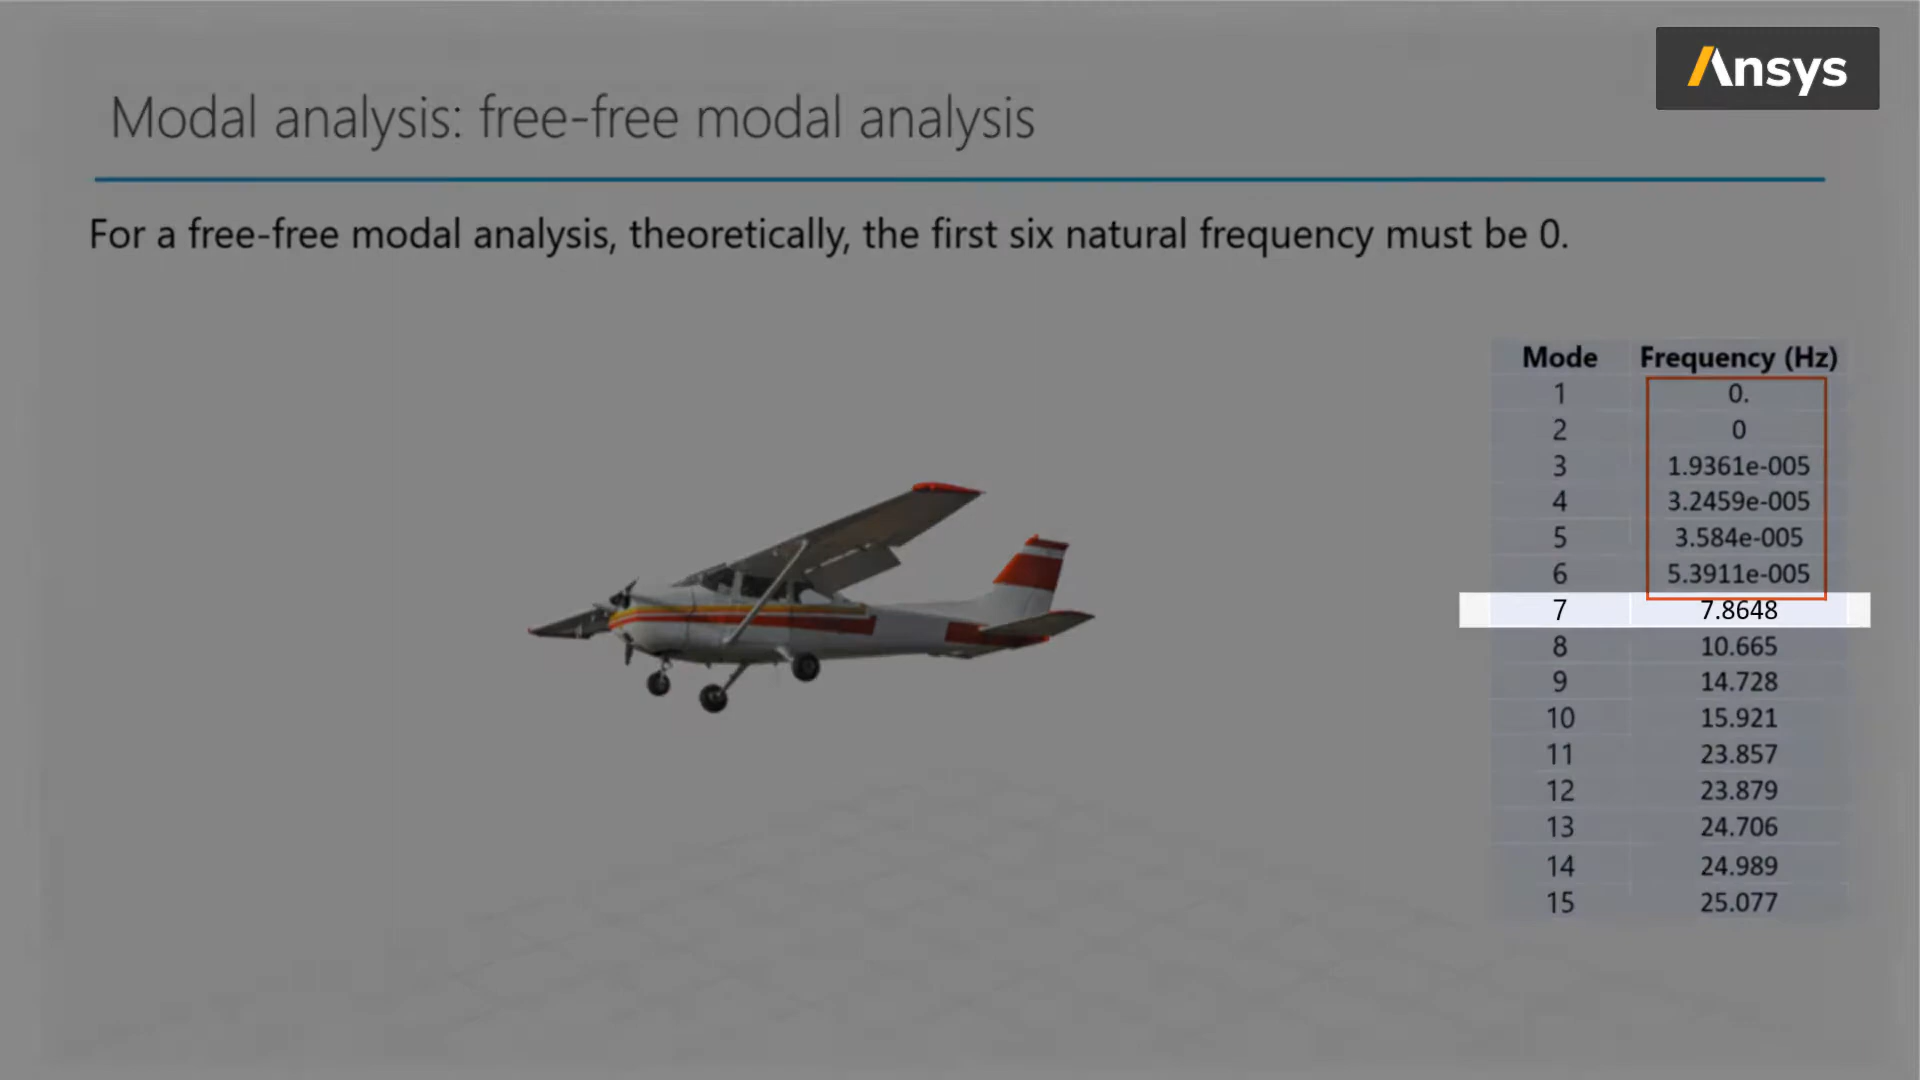 Ansys
Modal analysis: free-free modal analysis
For a free-free modal analysis, theoretically, the first six natural frequency must be 0.
Mode Frequency (Hz)
1 0.
2 0
3 1.9361e-005
4 3.2459e-005
5 3.584e-005
6 5.3911e-005
7 7.8648
8 10.665
9 14.728
10 15.921
11 23.857
12 23.879
13 24.706
14 24.989
15 25.077